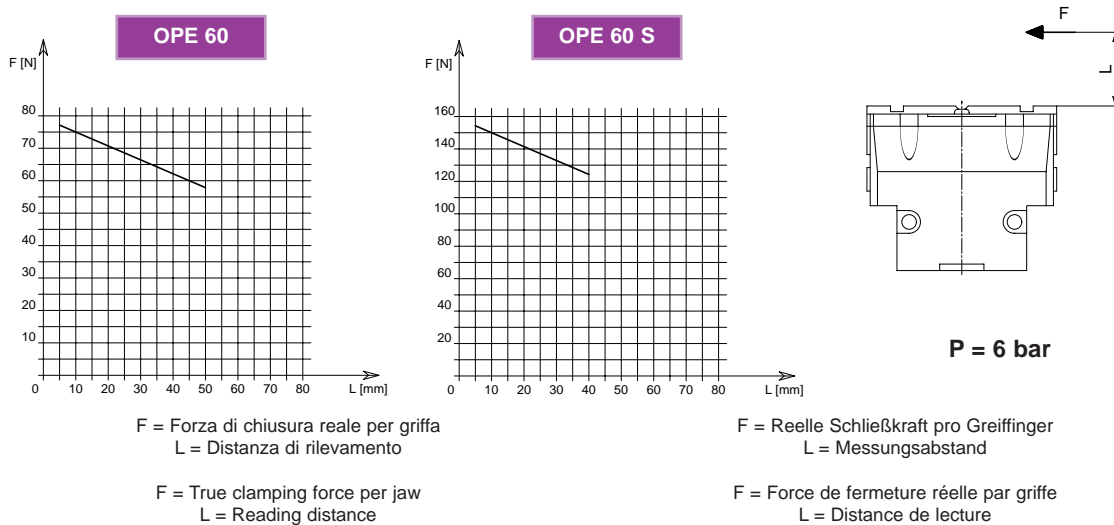 OPE 60
F [N]
80
70
60
50
40
30
20
10
0
10
20
30
40
50
60
70
80
L [mm]
OPE 60 S
F [N]
160
140
120
100
80
60
40
20
0
10
20
30
40
50
60
70
80
L [mm]
F
L
P = 6 bar
F = Forza di chiusura reale per griffa
L = Distanza di rilevamento
F = True clamping force per jaw
L = Reading distance
F = Reelle Schließkraft pro Greiffinger
L = Messungsabstand
F = Force de fermeture réelle par griffe
L = Distance de lecture